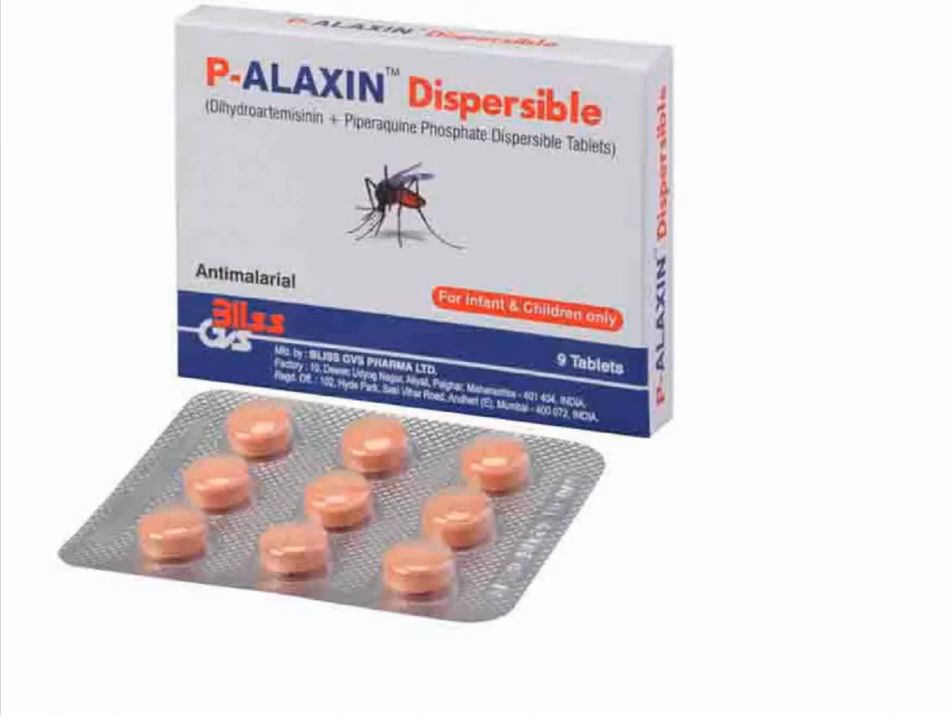 P-ALAXIN Dispersible
P-ALAXIN™ Dispersible
(Dihydroartemisinin + Piperaquine Phosphate Dispersible Tablets)
Antimalarial
For Infant & Children only
Bliss
GVS
9 Tablets
Mfg. by : BLISS GVS PHARMA LTD.
Factory : 10, Dewan Udyog Nagar, Aliyali, Palghar, Maharashtra - 401 404, INDIA.
Regd. Off. : 102, Hyde Park, Saki Vihar Road, Andheri (E), Mumbai - 400 072, INDIA.
P-ALAXIN™ Dispersible